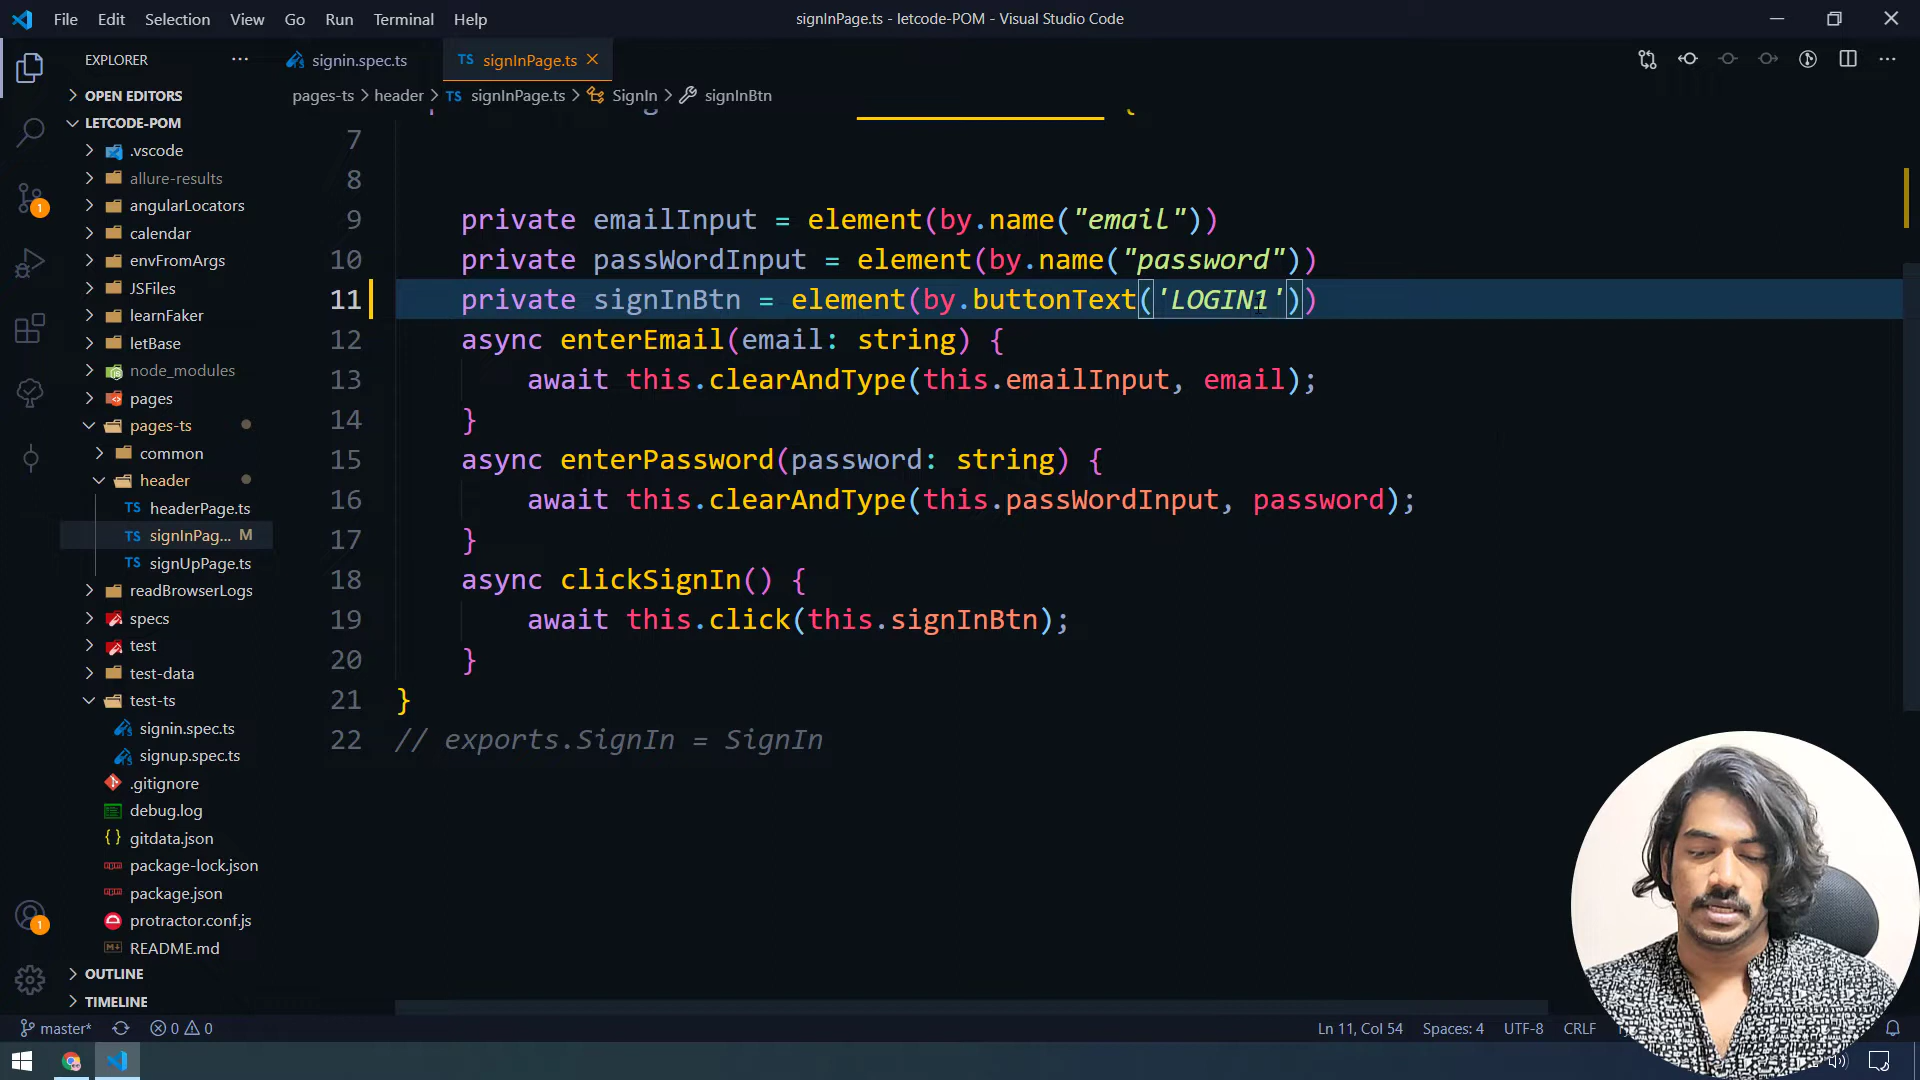 File Edit Selection View Go Run Terminal Help
signInPage.ts - letcode-POM - Visual Studio Code
EXPLORER
signin.spec.ts
TS signInPage.ts
pages-ts > header > TS signInPage.ts > SignIn > signInBtn
OPEN EDITORS
LETCODE-POM
.vscode
allure-results
angularLocators
calendar
envFromArgs
JSFiles
learnFaker
letBase
node_modules
pages
pages-ts
common
header
TS headerPage.ts
TS signInPag... M
TS signUpPage.ts
readBrowserLogs
specs
test
test-data
test-ts
signin.spec.ts
signup.spec.ts
.gitignore
debug.log
{} gitdata.json
package-lock.json
package.json
protractor.conf.js
README.md
OUTLINE
TIMELINE
1
1
7
8
9 private emailInput = element(by.name("email"))
10 private passWordInput = element(by.name("password"))
11 private signInBtn = element(by.buttonText('LOGIN1'))
12 async enterEmail(email: string) {
13 await this.clearAndType(this.emailInput, email);
14 }
15 async enterPassword(password: string) {
16 await this.clearAndType(this.passWordInput, password);
17 }
18 async clickSignIn() {
19 await this.click(this.signInBtn);
20 }
21 }
22 // exports.SignIn = SignIn
master* 0 0
Ln 11, Col 54 Spaces: 4 UTF-8 CRLF